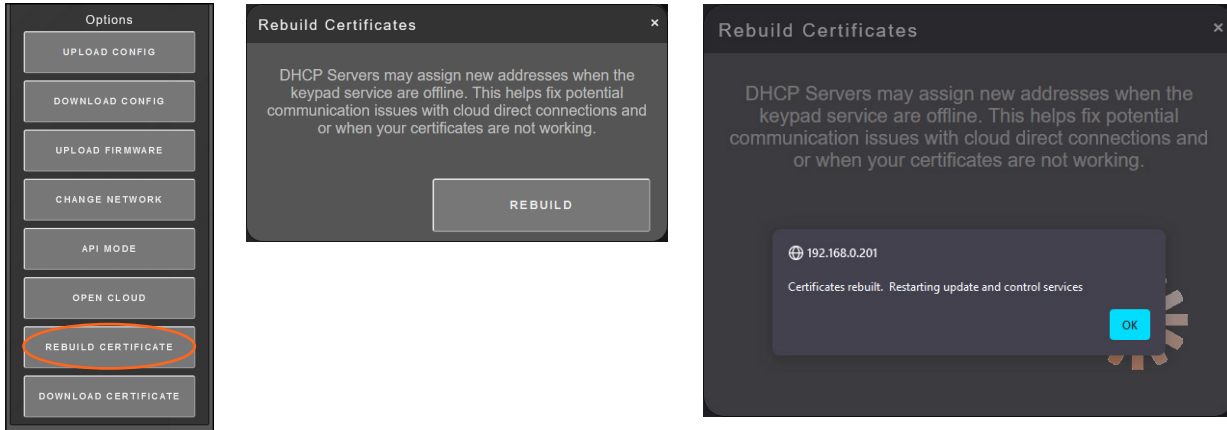 Options
UPLOAD CONFIG
DOWNLOAD CONFIG
UPLOAD FIRMWARE
CHANGE NETWORK
API MODE
OPEN CLOUD
REBUILD CERTIFICATE
DOWNLOAD CERTIFICATE
Rebuild Certificates ×
DHCP Servers may assign new addresses when the
keypad service are offline. This helps fix potential
communication issues with cloud direct connections and
or when your certificates are not working.
REBUILD
Rebuild Certificates ×
DHCP Servers may assign new addresses when the
keypad service are offline. This helps fix potential
communication issues with cloud direct connections and
or when your certificates are not working.
192.168.0.201
Certificates rebuilt. Restarting update and control services
OK